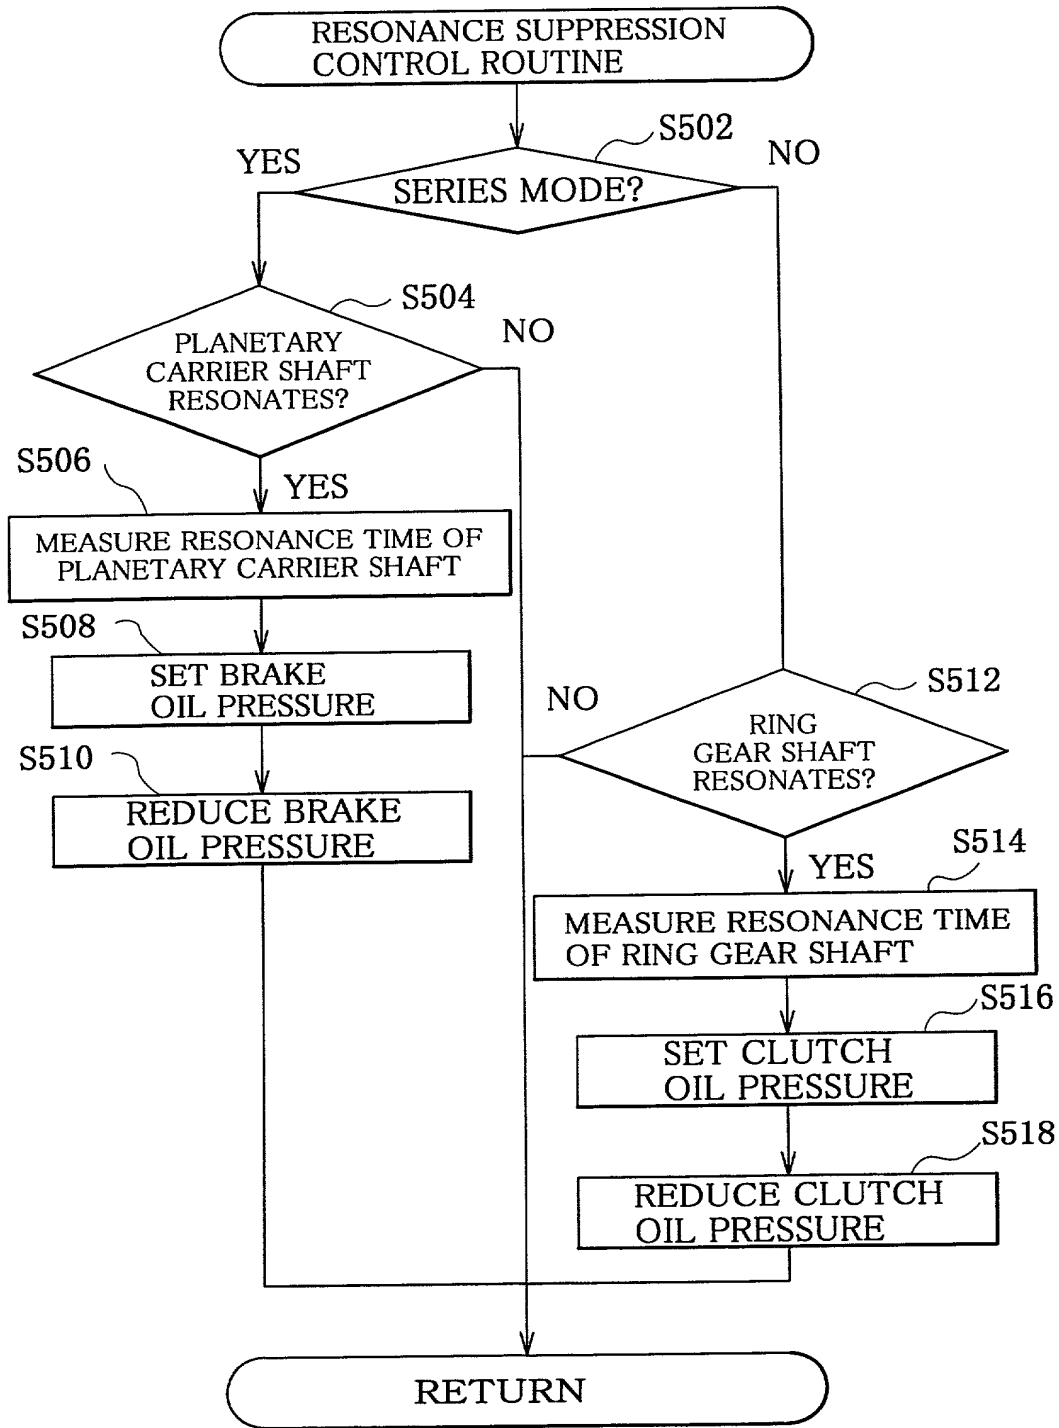 RESONANCE SUPPRESSION
CONTROL ROUTINE
S502
YES
NO
SERIES MODE?
S504
NO
PLANETARY
CARRIER SHAFT
RESONATES?
S506
YES
MEASURE RESONANCE TIME OF
PLANETARY CARRIER SHAFT
S508
SET BRAKE
OIL PRESSURE
S510
REDUCE BRAKE
OIL PRESSURE
S512
NO
RING
GEAR SHAFT
RESONATES?
S514
YES
MEASURE RESONANCE TIME
OF RING GEAR SHAFT
S516
SET CLUTCH
OIL PRESSURE
S518
REDUCE CLUTCH
OIL PRESSURE
RETURN